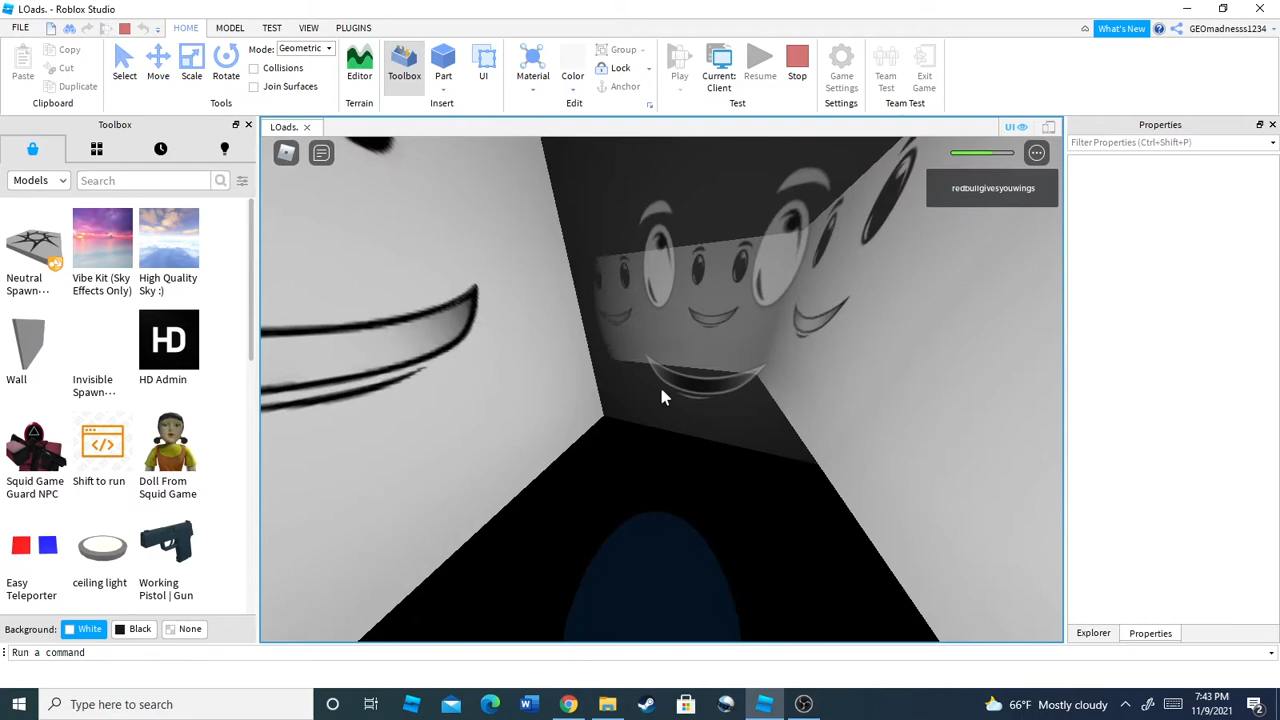 LOads. - Roblox Studio
FILE
HOME
MODEL
TEST
VIEW
PLUGINS
What's New
GEOmadnesss1234
Paste
Copy
Cut
Duplicate
Clipboard
Select
Move
Scale
Rotate
Mode: Geometric
Collisions
Join Surfaces
Tools
Editor
Terrain
Toolbox
Part
UI
Insert
Material
Color
Group
Lock
Anchor
Edit
Play
Current:
Client
Resume
Stop
Test
Game
Settings
Settings
Team
Test
Exit
Game
Team Test
Toolbox
Models
Search
Neutral
Spawn···
Vibe Kit (Sky
Effects Only)
High Quality
Sky :)
Wall
Invisible
Spawn···
HD
HD Admin
Squid Game
Guard NPC
Shift to run
Doll From
Squid Game
Easy
Teleporter
ceiling light
Working
Pistol | Gun
Background:
White
Black
None
LOads.
UI
redbullgivesyouwings
Properties
Filter Properties (Ctrl+Shift+P)
Explorer
Properties
Run a command
Type here to search
66°F Mostly cloudy
7:43 PM
11/9/2021
2